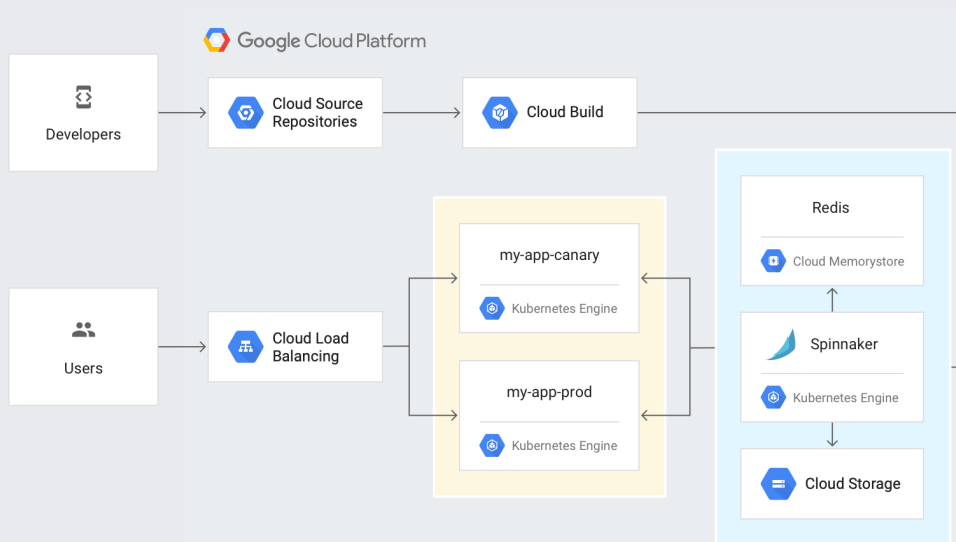 Google Cloud Platform
Developers
Cloud Source
Repositories
Cloud Build
Redis
Cloud Memorystore
my-app-canary
Kubernetes Engine
Users
Cloud Load
Balancing
Spinnaker
Kubernetes Engine
my-app-prod
Kubernetes Engine
Cloud Storage